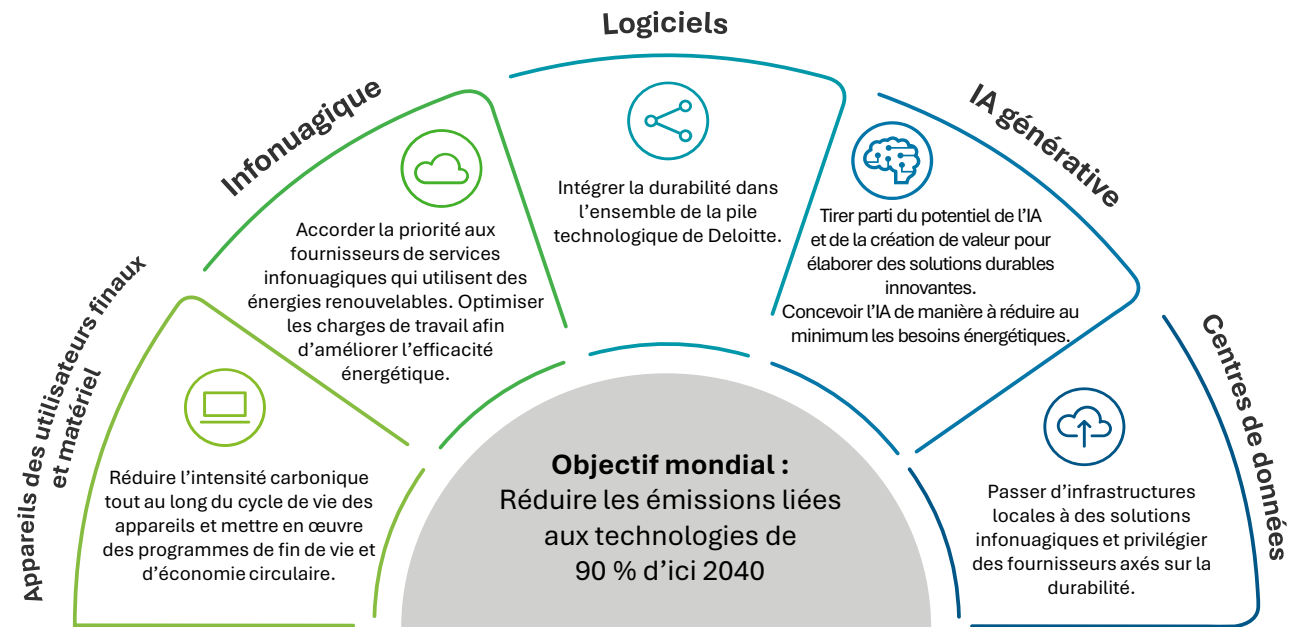 Appareils des utilisateurs finaux
et matériel
Réduire l’intensité carbonique
tout au long du cycle de vie des
appareils et mettre en œuvre
des programmes de fin de vie et
d’économie circulaire.
Infonuagique
Accorder la priorité aux
fournisseurs de services
infonuagiques qui utilisent des
énergies renouvelables. Optimiser
les charges de travail afin
d’améliorer l’efficacité
énergétique.
Logiciels
Intégrer la durabilité dans
l’ensemble de la pile
technologique de Deloitte.
IA générative
Tirer parti du potentiel de l’IA
et de la création de valeur pour
élaborer des solutions durables
innovantes.
Concevoir l’IA de manière à réduire au
minimum les besoins énergétiques.
Centres de données
Passer d’infrastructures
locales à des solutions
infonuagiques et privilégier
des fournisseurs axés sur la
durabilité.
Objectif mondial :
Réduire les émissions liées
aux technologies de
90 % d’ici 2040